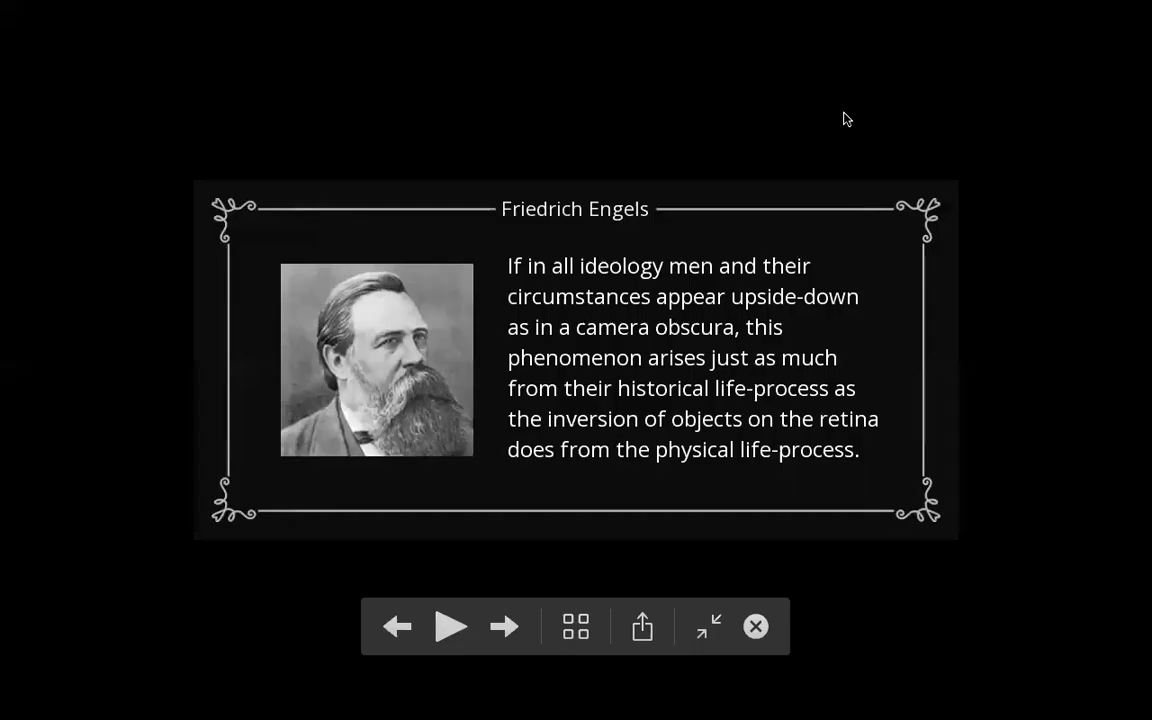 Friedrich Engels
If in all ideology men and their
circumstances appear upside-down
as in a camera obscura, this
phenomenon arises just as much
from their historical life-process as
the inversion of objects on the retina
does from the physical life-process.